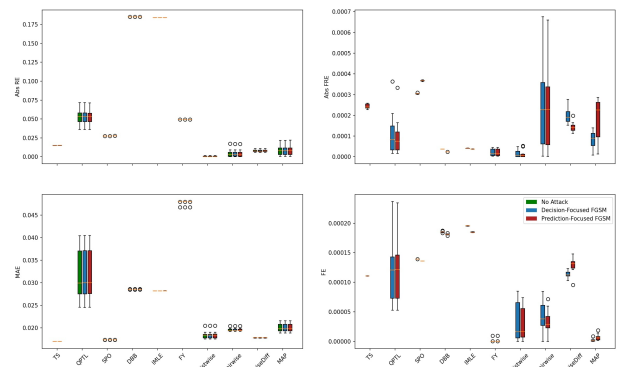 0.175
0.150
0.125
0.100
0.075
0.050
0.025
0.000
Abs RE
0.0007
0.0006
0.0005
0.0004
0.0003
0.0002
0.0001
0.0000
Abs FRE
0.045
0.040
0.035
0.030
0.025
0.020
MAE
TS
QPTL
SPO
DBB
IMLE
FY
MAP
0.00020
0.00015
0.00010
0.00005
0.00000
FE
No Attack
Decision-Focused FGSM
Prediction-Focused FGSM
TS
QPTL
SPO
DBB
IMLE
FY
MAP